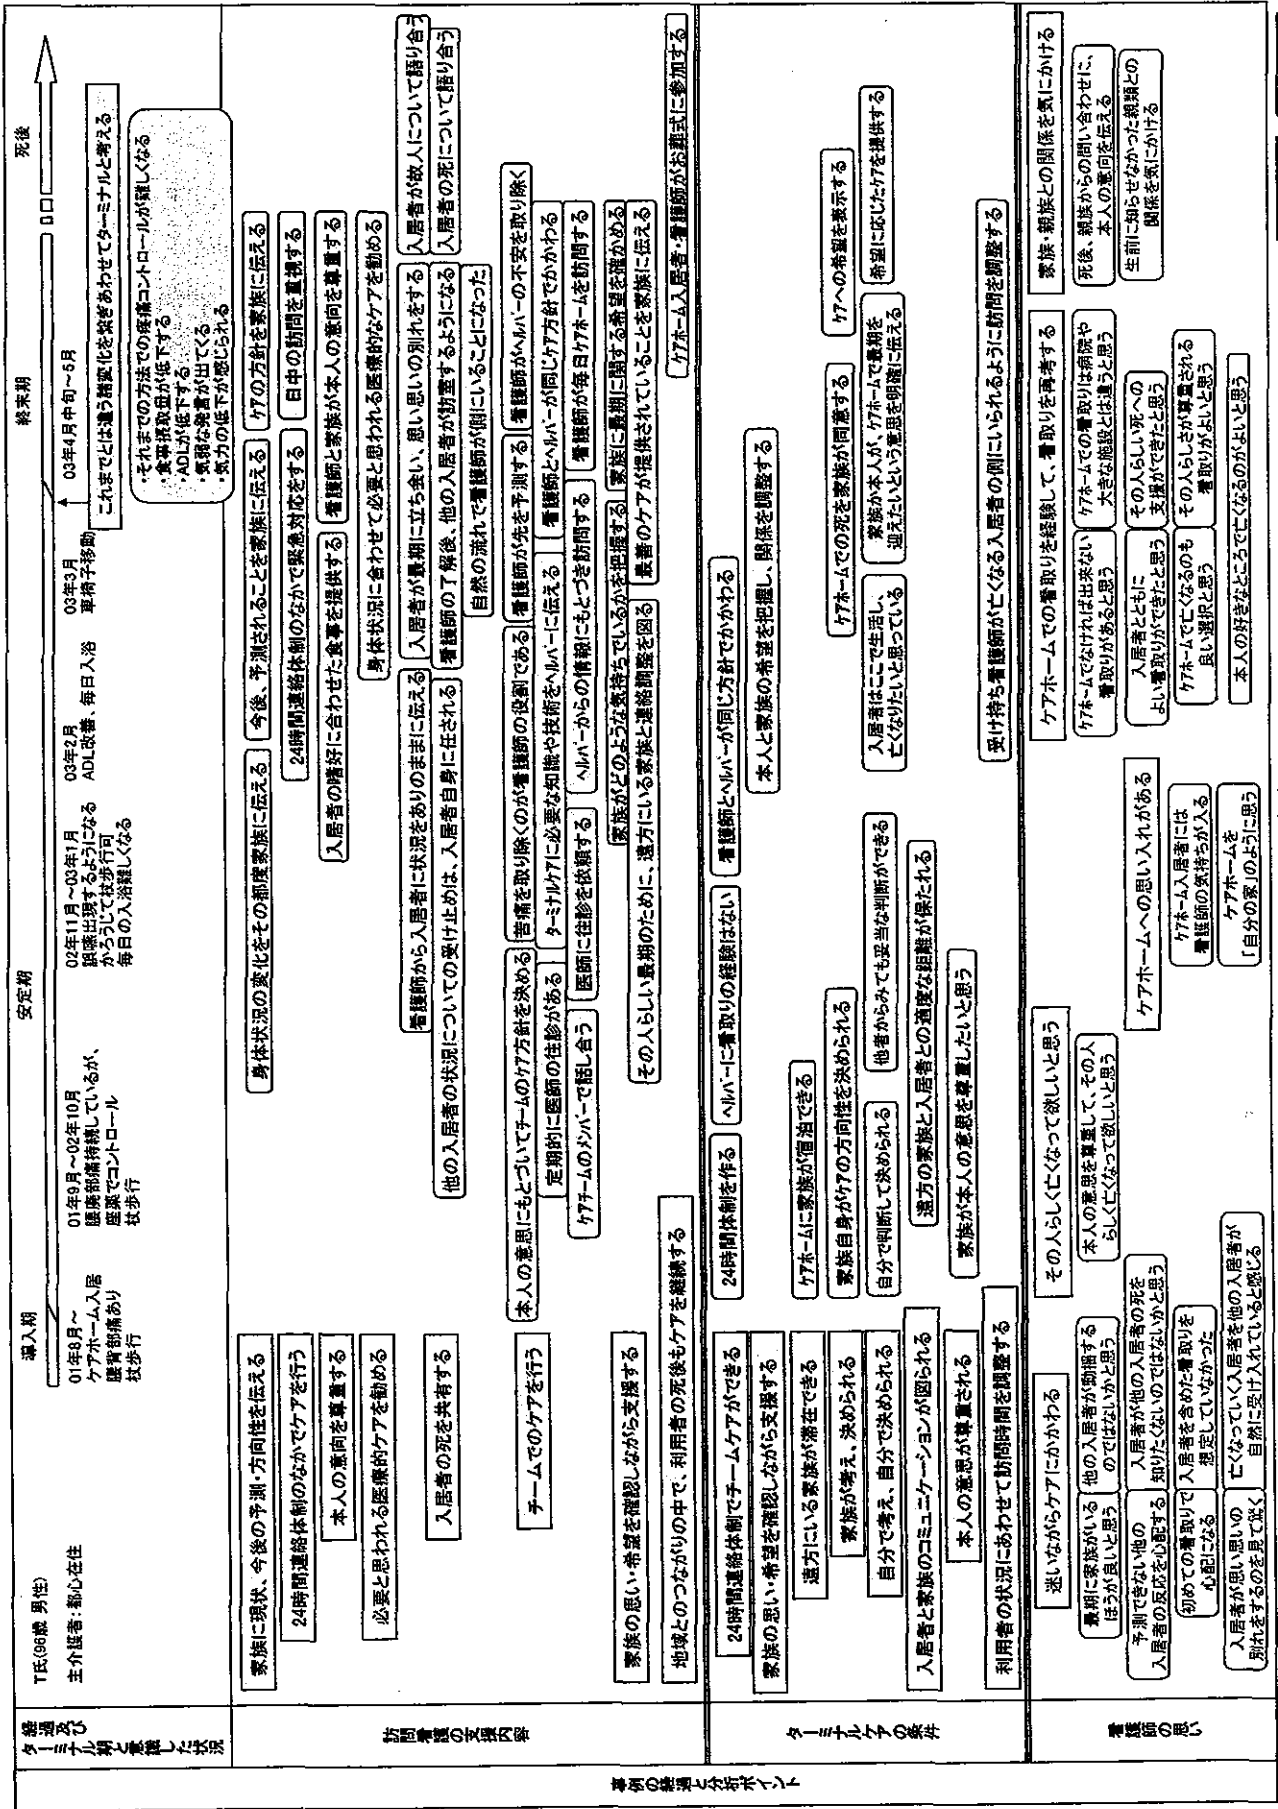 事例の経過と分析ポイント
経過及び
ターミナル期と意識した状況
T氏(96歳 男性)
主介護者:都心在住
導入期
安定期
終末期
死後
01年8月~
ケアホーム入居
腰背部痛あり
杖歩行
01年9月~02年10月
腰痛部痛持続しているが、
座薬でコントロール
杖歩行
02年11月~03年1月
誤嚥出現するようになる
かろうじて杖歩行可
毎日の入浴難しくなる
03年2月
ADL改善、毎日入浴
03年3月
車椅子移動
03年4月中旬~5月
これまでとは違う諸変化を繋ぎあわせてターミナルと考える
・それまでの方法での疼痛コントロールが難しくなる
・食事摂取量が低下する
・ADLが低下する
・気弱な発言が出てくる
・気力の低下が感じられる
訪問看護の支援内容
家族に現状、今後の予測・方向性を伝える
身体状況の変化をその都度家族に伝える
今後、予測されることを家族に伝える
ケアの方針を家族に伝える
24時間連絡体制のなかでケアを行う
24時間連絡体制のなかで緊急対応をする
日中の訪問を重視する
本人の意向を尊重する
入居者の嗜好に合わせた食事を提供する
看護師と家族が本人の意向を尊重する
必要と思われる医療的ケアを勧める
身体状況に合わせて必要と思われる医療的なケアを勧める
入居者の死を共有する
看護師から入居者に状況をありのままに伝える
入居者が最期に立ち会い、思い思いの別れをする
入居者が故人について語り合う
他の入居者の状況についての受け止めは、入居者自身に任される
看護師の了解後、他の入居者が訪室するようになる
入居者の死について語り合う
自然の流れで看護師が側にいることになった
チームでのケアを行う
本人の意思にもとづいてチームのケア方針を決める
苦痛を取り除くのが看護師の役割である
看護師が先を予測する
看護師がヘルパーの不安を取り除く
定期的に医師の往診がある
ターミナルケアに必要な知識や技術をヘルパーに伝える
看護師とヘルパーが同じケア方針でかかわる
ケアチームのメンバーで話し合う
医師に往診を依頼する
ヘルパーからの情報にもとづき訪問する
看護師が毎日ケアホームを訪問する
家族の思い・希望を確認しながら支援する
家族がどのような気持ちでいるかを把握する
家族に最期に関する希望を確かめる
その人らしい最期のために、遠方にいる家族と連絡調整を図る
最善のケアが提供されていることを家族に伝える
地域とのつながりの中で、利用者の死後もケアを継続する
ケアホーム入居者・看護師がお葬式に参加する
ターミナルケアの条件
24時間連絡体制でチームケアができる
24時間体制を作る
ヘルパーに看取りの経験はない
看護師とヘルパーが同じ方針でかかわる
家族の思い・希望を確認しながら支援する
本人と家族の希望を把握し、関係を調整する
遠方にいる家族が滞在できる
ケアホームに家族が宿泊できる
家族が考え、決められる
家族自身がケアの方向性を決められる
ケアホームでの死を家族が同意する
ケアへの希望を表示する
自分で考え、自分で決められる
自分で判断して決められる
他者からみても妥当な判断ができる
入居者はここで生活し、
亡くなりたいと思っている
家族か本人が、ケアホームで最期を
迎えたいという意思を明確に伝える
希望に応じたケアを提供する
入居者と家族のコミュニケーションが図られる
遠方の家族と入居者との適度な距離が保たれる
本人の意思が尊重される
家族が本人の意思を尊重したいと思う
利用者の状況にあわせて訪問時間を調整する
受け持ち看護師が亡くなる入居者の側にいられるように訪問を調整する
看護師の思い
迷いながらケアにかかわる
その人らしく亡くなって欲しいと思う
ケアホームへの思い入れがある
ケアホームでの看取りを経験して、看取りを再考する
家族・親族との関係を気にかける
最期に家族がいる
ほうが良いと思う
他の入居者が動揺する
のではないかと思う
本人の意思を尊重して、その人
らしく亡くなって欲しいと思う
ケアホームでなければ出来ない
看取りがあると思う
ケアホームでの看取りは病院や
大きな施設とは違うと思う
死後、親族からの問い合わせに、
本人の意向を伝える
予測できない他の
入居者の反応を心配する
入居者が他の入居者の死を
知りたくないのではないかと思う
ケアホーム入居者には
看護師の気持ちが入る
入居者とともに
よい看取りができたと思う
その人らしい死への
支援ができたと思う
生前に知らせなかった親類との
関係を気にかける
初めての看取りで
心配になる
入居者を含めた看取りを
想定していなかった
ケアホームを
「自分の家」のように思う
ケアホームで亡くなるのも
良い選択と思う
その人らしさが尊重される
看取りがよいと思う
入居者が思い思いの
別れをするのを見て驚く
亡くなっていく入居者を他の入居者が
自然に受け入れていると感じる
本人の好きなところで亡くなるのがよいと思う